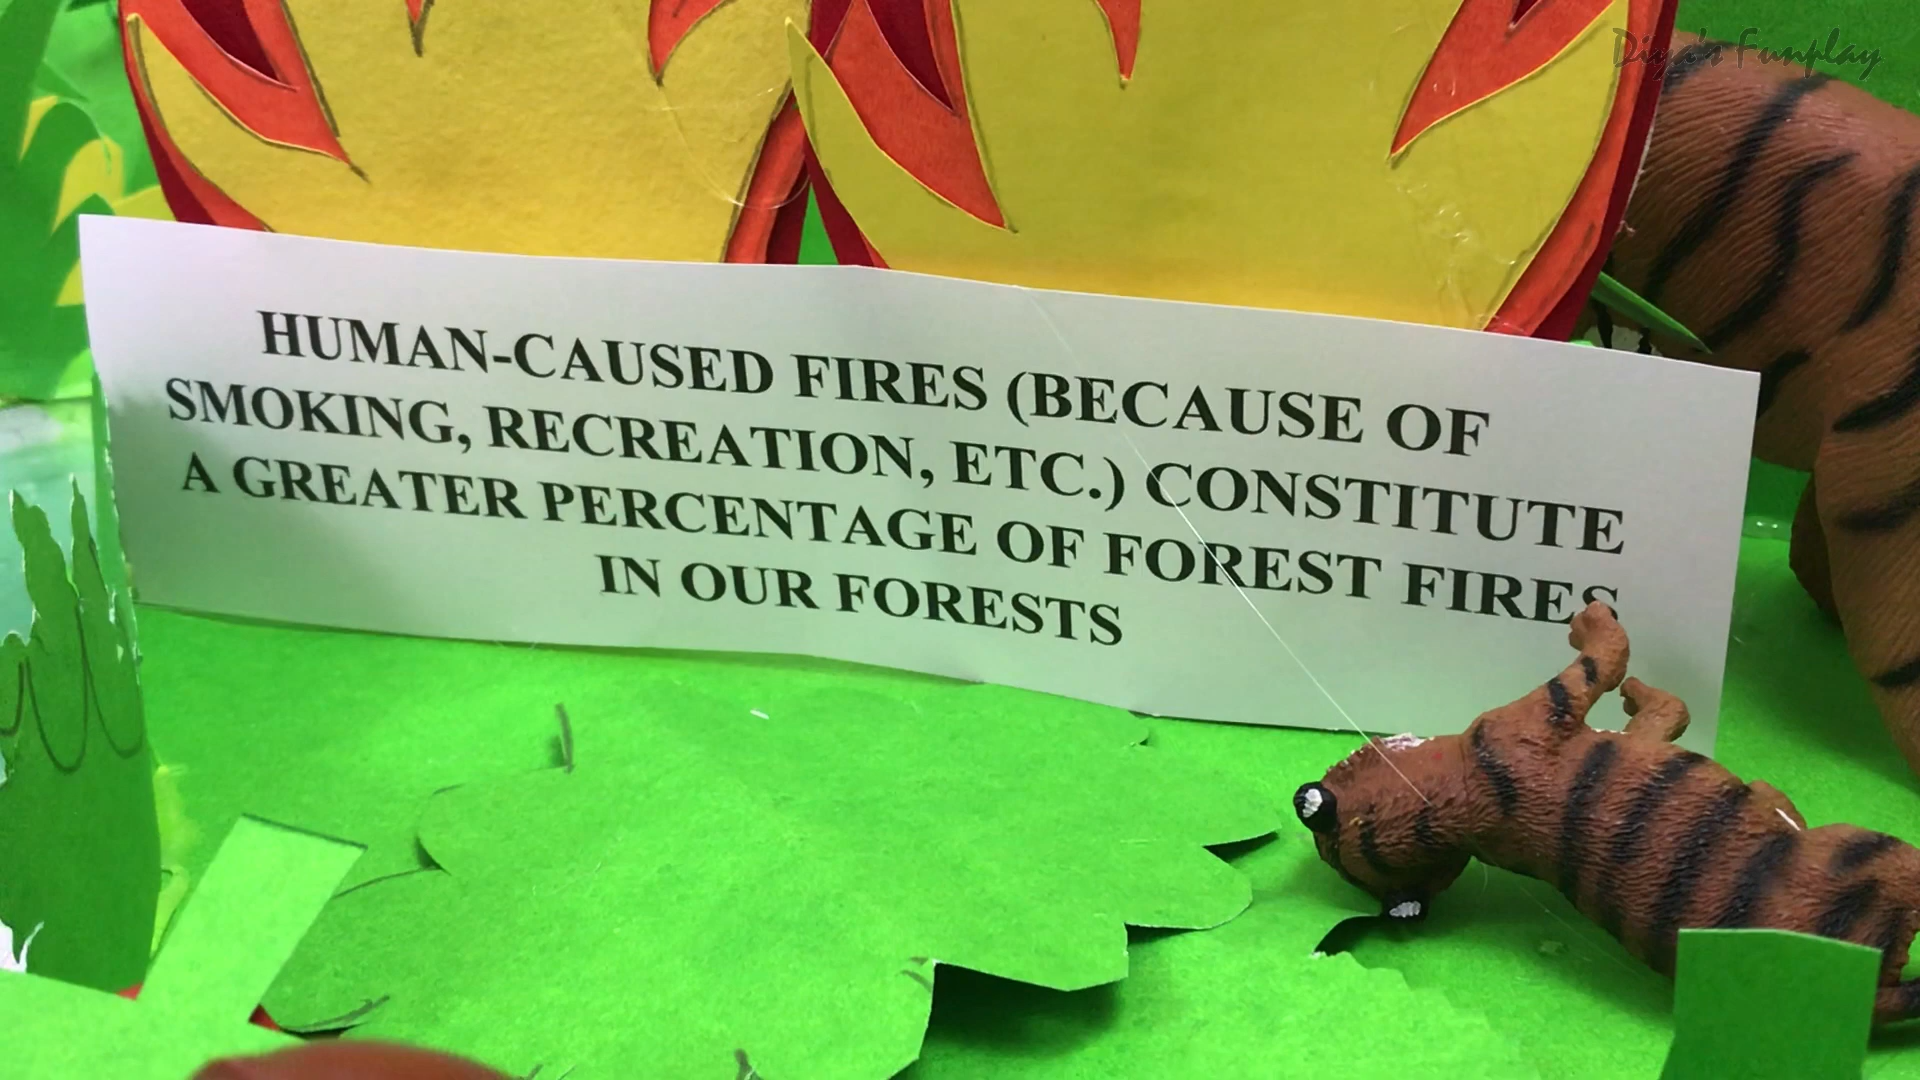 Diya's Funplay
HUMAN-CAUSED FIRES (BECAUSE OF
SMOKING, RECREATION, ETC.) CONSTITUTE
A GREATER PERCENTAGE OF FOREST FIRES
IN OUR FORESTS